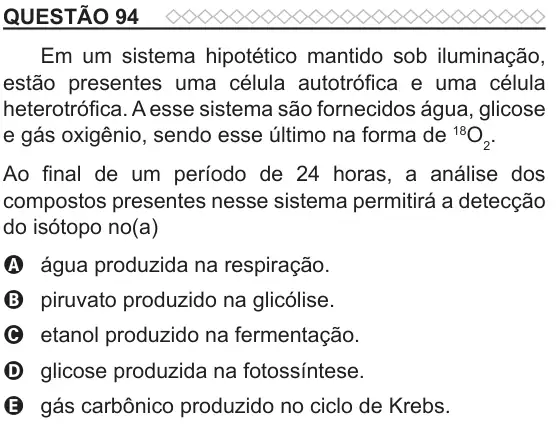 QUESTÃO 94
Em um sistema hipotético mantido sob iluminação,
estão presentes uma célula autotrófica e uma célula
heterotrófica. A esse sistema são fornecidos água, glicose
e gás oxigênio, sendo esse último na forma de ¹⁸O₂.
Ao final de um período de 24 horas, a análise dos
compostos presentes nesse sistema permitirá a detecção
do isótopo no(a)
A água produzida na respiração.
B piruvato produzido na glicólise.
C etanol produzido na fermentação.
D glicose produzida na fotossíntese.
E gás carbônico produzido no ciclo de Krebs.